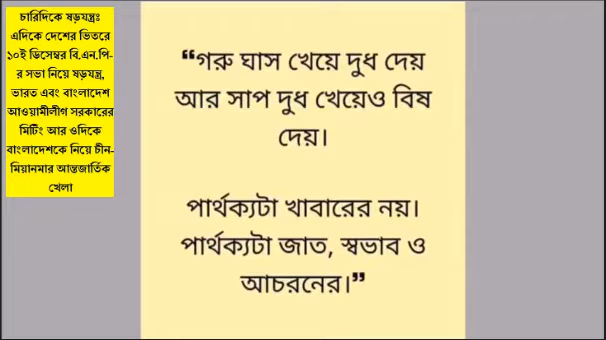 চারিদিকে ষড়যন্ত্রঃ
এদিকে দেশের ভিতরে
১০ই ডিসেম্বর বি.এন.পি-
র সভা নিয়ে ষড়যন্ত্র,
ভারত এবং বাংলাদেশ
আওয়ামীলীগ সরকারের
মিটিং আর ওদিকে
বাংলাদেশকে নিয়ে চীন-
মিয়ানমার আন্তজার্তিক
খেলা
“গরু ঘাস খেয়ে দুধ দেয়
আর সাপ দুধ খেয়েও বিষ
দেয়।
পার্থক্যটা খাবারের নয়।
পার্থক্যটা জাত, স্বভাব ও
আচরনের।”